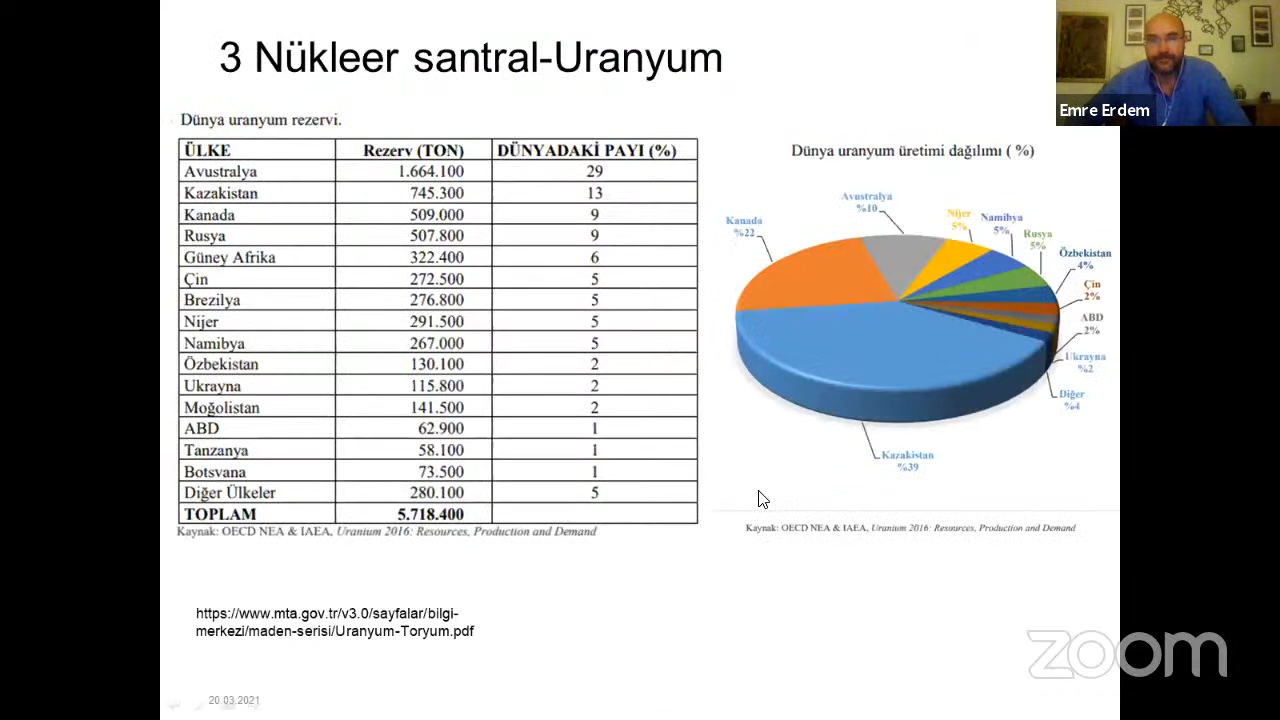 3 Nükleer santral-Uranyum
Emre Erdem
Dünya uranyum rezervi.
ÜLKE Rezerv (TON) DÜNYADAKİ PAYI (%)
Avustralya 1.664.100 29
Kazakistan 745.300 13
Kanada 509.000 9
Rusya 507.800 9
Güney Afrika 322.400 6
Çin 272.500 5
Brezilya 276.800 5
Nijer 291.500 5
Namibya 267.000 5
Özbekistan 130.100 2
Ukrayna 115.800 2
Moğolistan 141.500 2
ABD 62.900 1
Tanzanya 58.100 1
Botsvana 73.500 1
Diğer Ülkeler 280.100 5
TOPLAM 5.718.400
Kaynak: OECD NEA & IAEA, Uranium 2016: Resources, Production and Demand
Dünya uranyum üretimi dağılımı ( %)
Avustralya
%10
Kanada
%22
Nijer
5%
Namibya
5%
Rusya
5%
Özbekistan
4%
Çin
2%
ABD
2%
Ukrayna
%2
Diğer
%4
Kazakistan
%39
Kaynak: OECD NEA & IAEA, Uranium 2016: Resources, Production and Demand
https://www.mta.gov.tr/v3.0/sayfalar/bilgi-
merkezi/maden-serisi/Uranyum-Toryum.pdf
20.03.2021
zoom